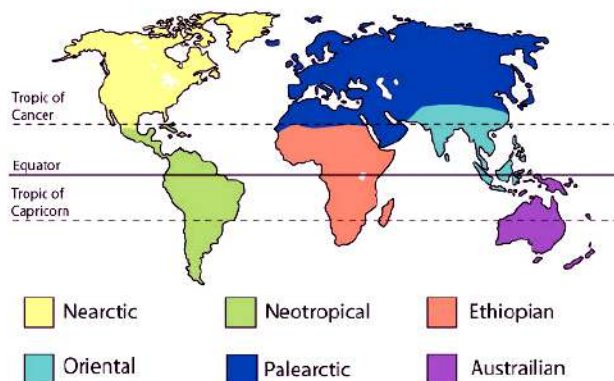 Tropic of
Cancer
Equator
Tropic of
Capricorn
Nearctic
Neotropical
Ethiopian
Oriental
Palearctic
Austrailian